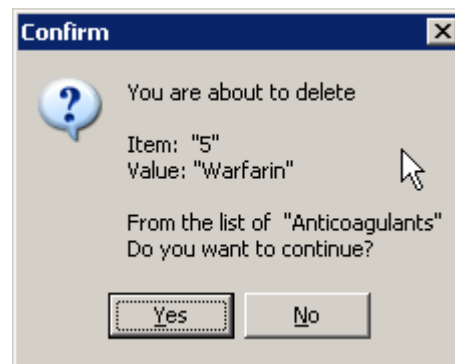 Confirm
You are about to delete
Item: "5"
Value: "Warfarin"
From the list of "Anticoagulants"
Do you want to continue?
Yes
No